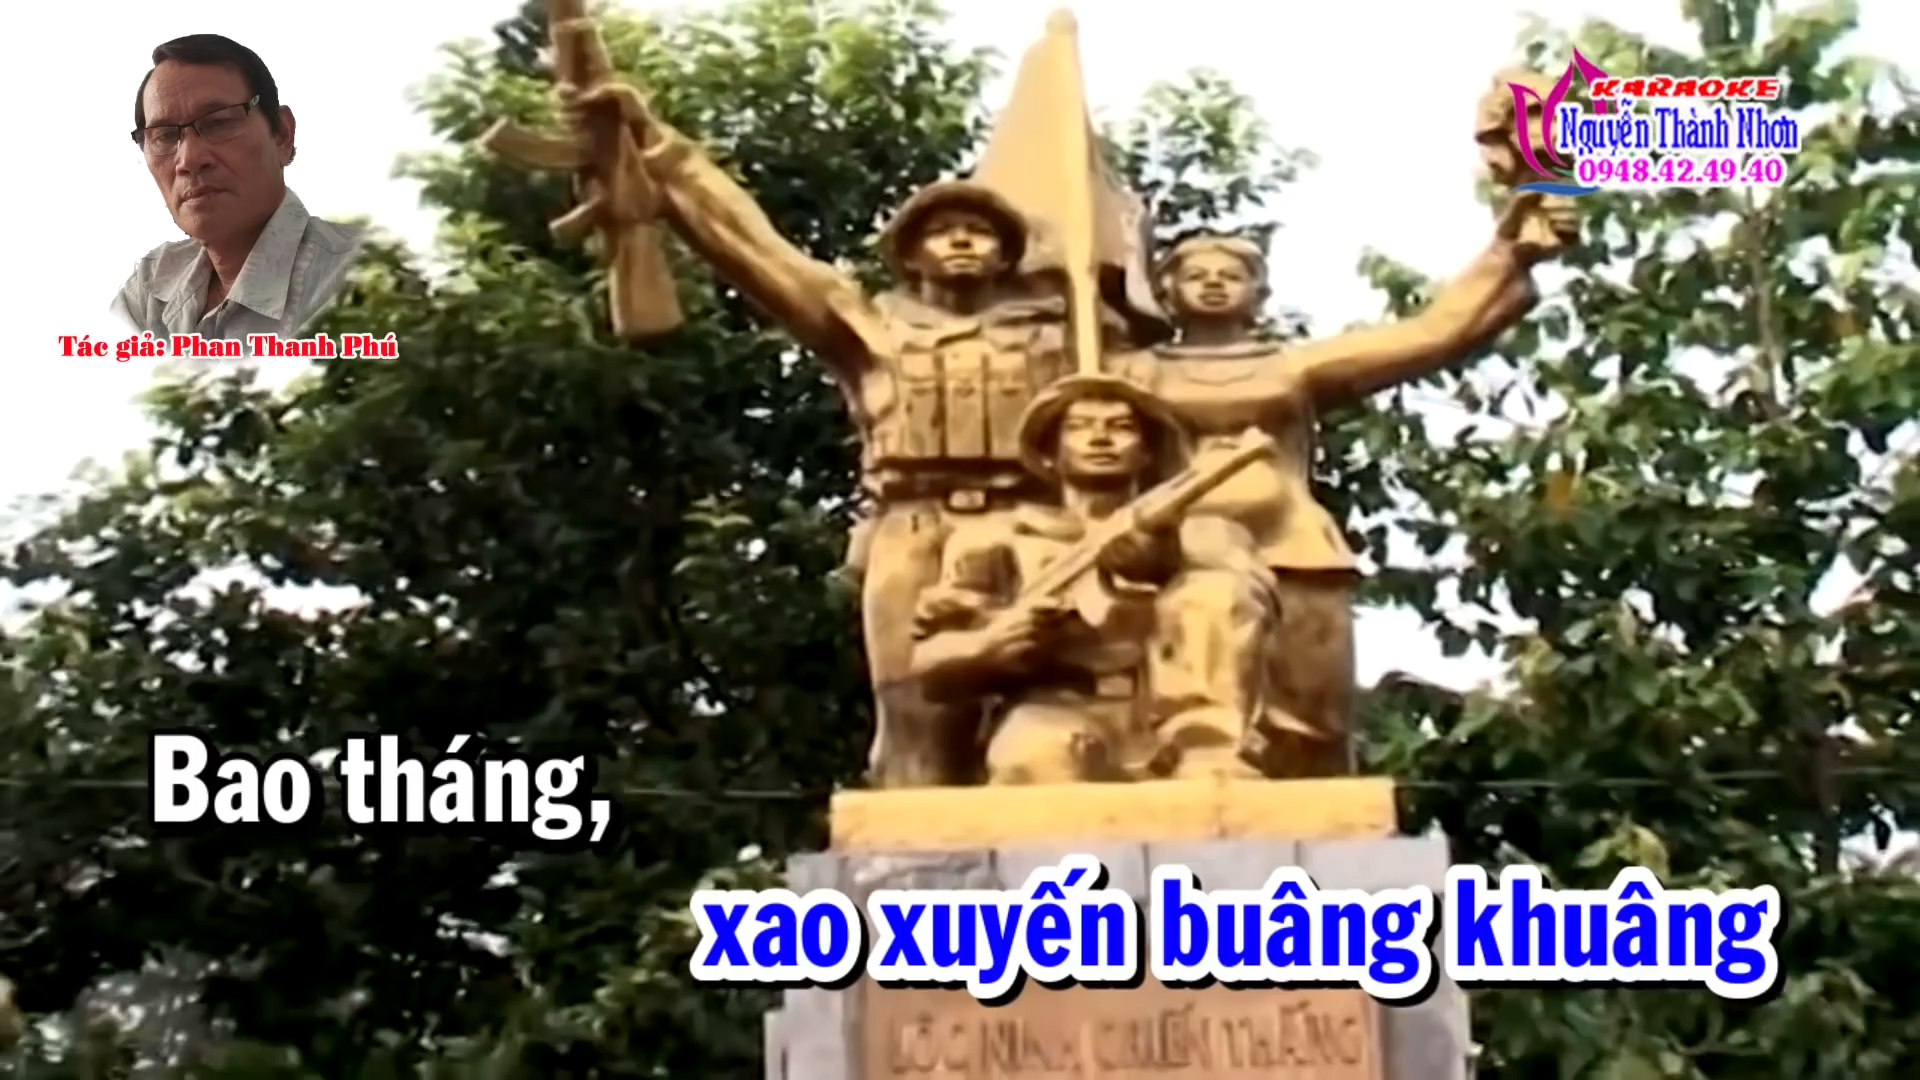 KARAOKE
Nguyễn Thành Nhơn
0948.42.49.40
Tác giả: Phan Thanh Phú
Bao tháng,
xao xuyến buâng khuâng
LỘC NINH CHIẾN THẮNG